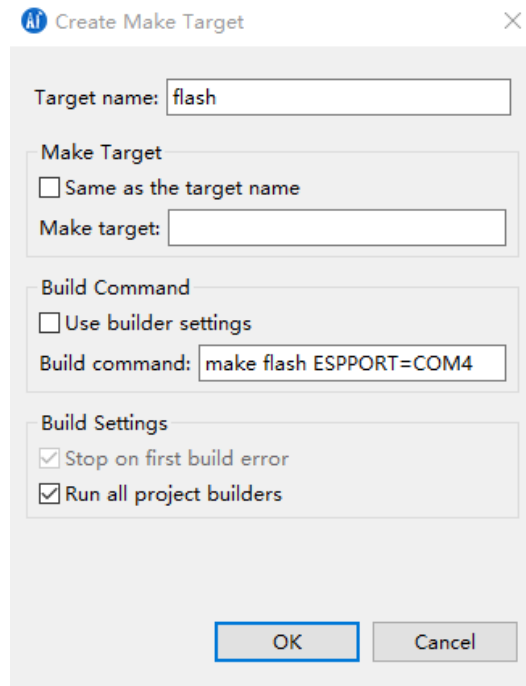 Ai Create Make Target
Target name: flash
Make Target
Same as the target name
Make target:
Build Command
Use builder settings
Build command: make flash ESPPORT=COM4
Build Settings
Stop on first build error
Run all project builders
OK Cancel